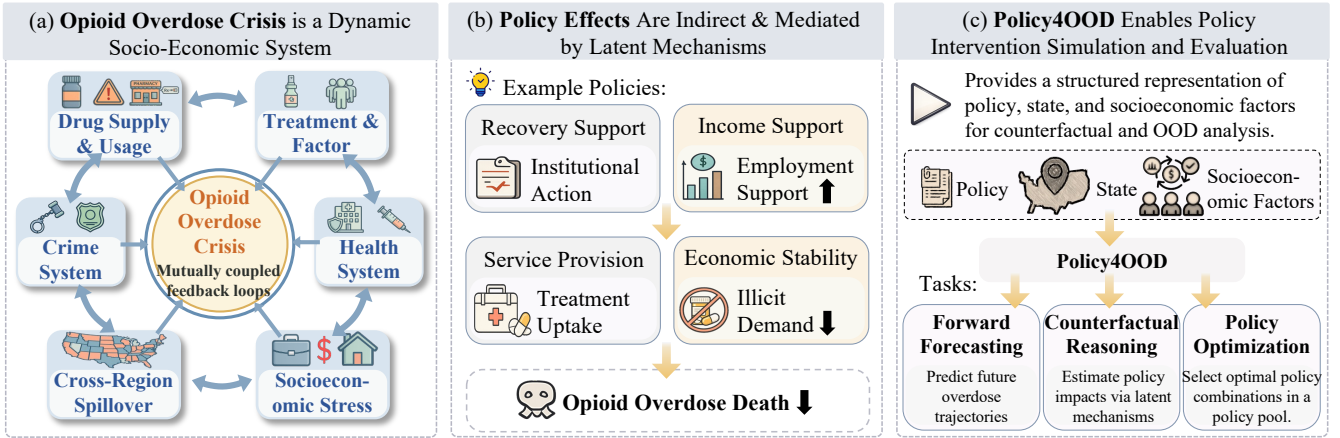 (a) Opioid Overdose Crisis is a Dynamic
Socio-Economic System
PHARMACY
Drug Supply
& Usage
Treatment &
Factor
Opioid
Overdose
Crisis
Mutually coupled
feedback loops
Crime
System
Health
System
Cross-Region
Spillover
Socioecon-
omic Stress
(b) Policy Effects Are Indirect & Mediated
by Latent Mechanisms
Example Policies:
Recovery Support
Institutional
Action
Income Support
Employment
Support
Service Provision
Treatment
Uptake
Economic Stability
Illicit
Demand
Opioid Overdose Death
(c) Policy4OOD Enables Policy
Intervention Simulation and Evaluation
Provides a structured representation of
policy, state, and socioeconomic factors
for counterfactual and OOD analysis.
Policy
State
Socioecon-
omic Factors
Policy4OOD
Tasks:
Forward
Forecasting
Predict future
overdose
trajectories
Counterfactual
Reasoning
Estimate policy
impacts via latent
mechanisms
Policy
Optimization
Select optimal policy
combinations in a
policy pool.